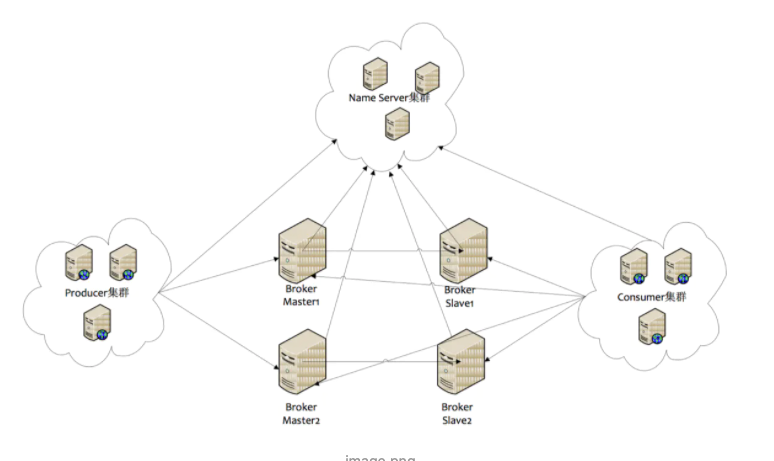 Name Server集群
Producer集群
Broker
Master1
Broker
Slave1
Consumer集群
Broker
Master2
Broker
Slave2
image.png